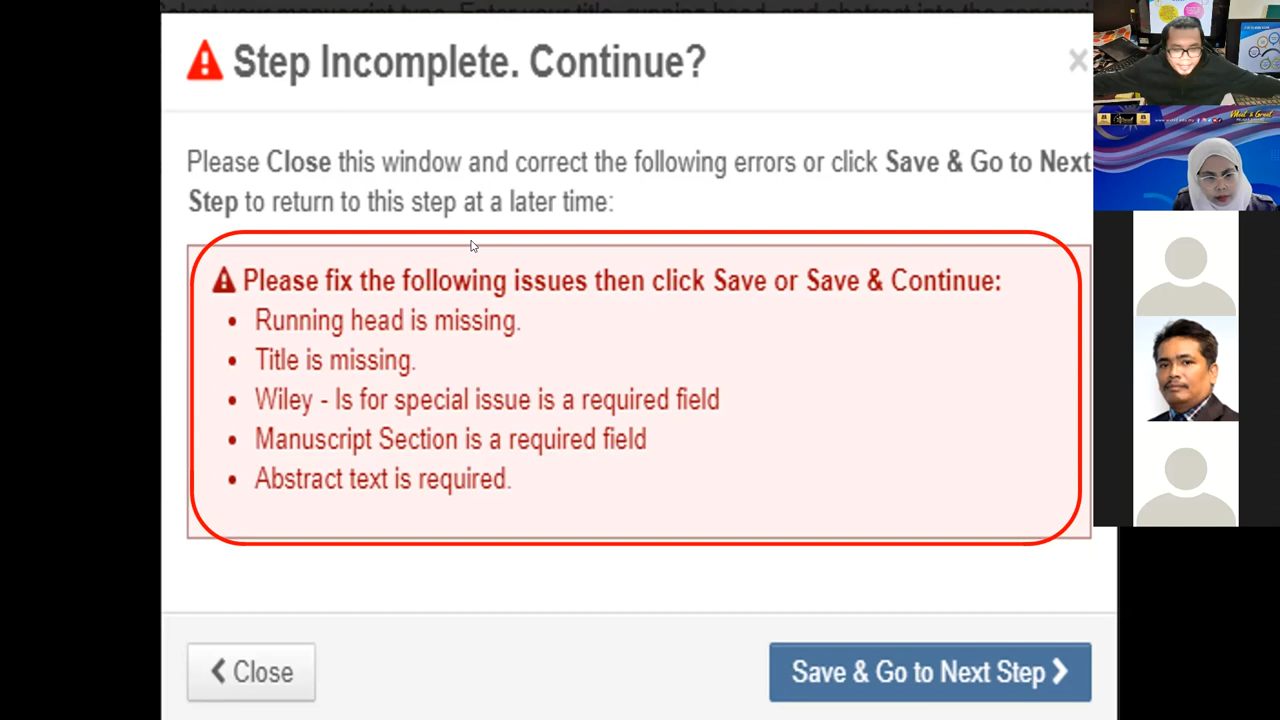 Step Incomplete. Continue?
×
Please Close this window and correct the following errors or click Save & Go to Next
Step to return to this step at a later time:
Please fix the following issues then click Save or Save & Continue:
• Running head is missing.
• Title is missing.
• Wiley - Is for special issue is a required field
• Manuscript Section is a required field
• Abstract text is required.
Close
Save & Go to Next Step
Meet & Greet